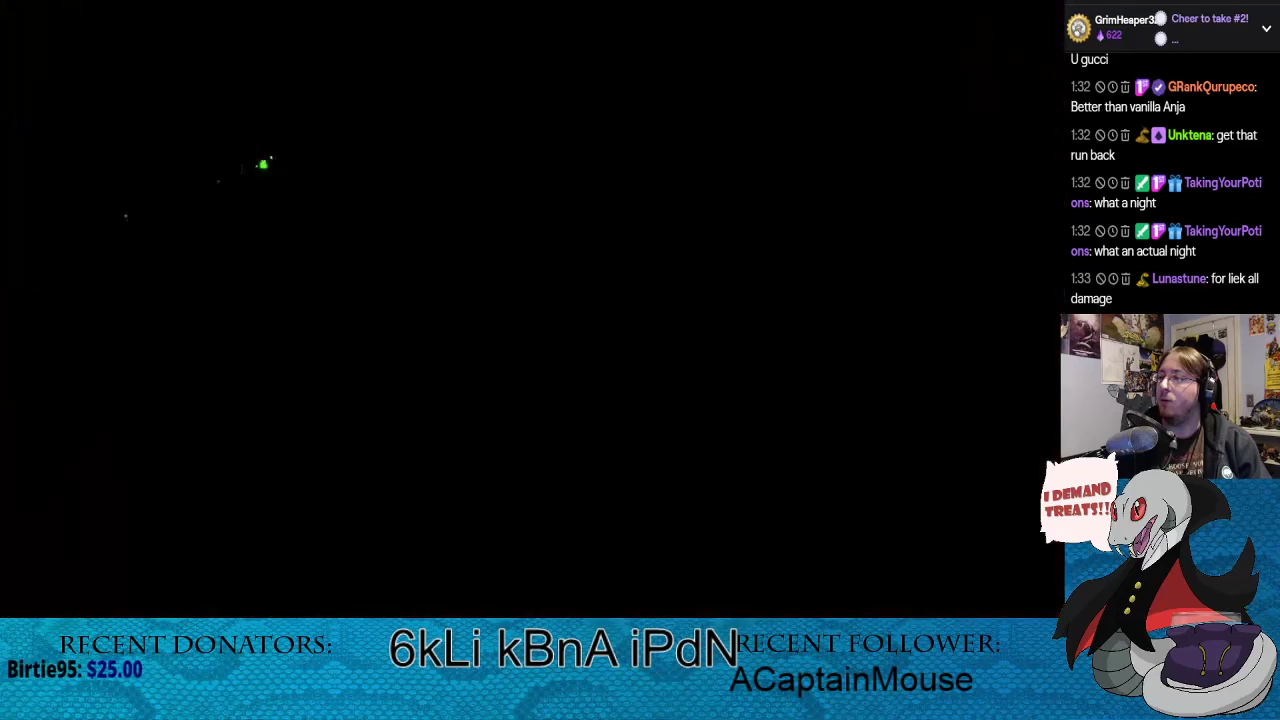 GrimHeaper3
622
Cheer to take #2!
...
U gucci
1:32 GRankQurupeco:
Better than vanilla Anja
1:32 Unktena: get that
run back
1:32 TakingYourPoti
ons: what a night
1:32 TakingYourPoti
ons: what an actual night
1:33 Lunastune: for liek all
damage
I DEMAND
TREATS!!
RECENT DONATORS:
Birtie95: $25.00
6kLi kBnA iPdN
RECENT FOLLOWER:
ACaptainMouse